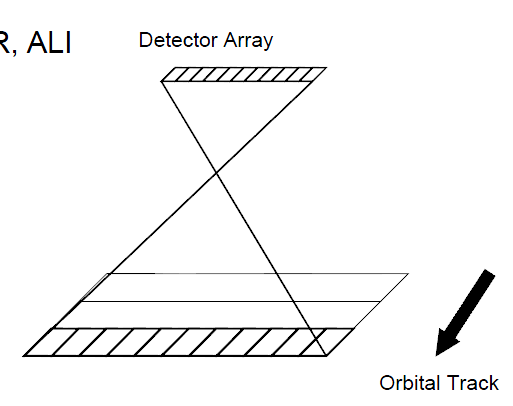 R, ALI
Detector Array
Orbital Track